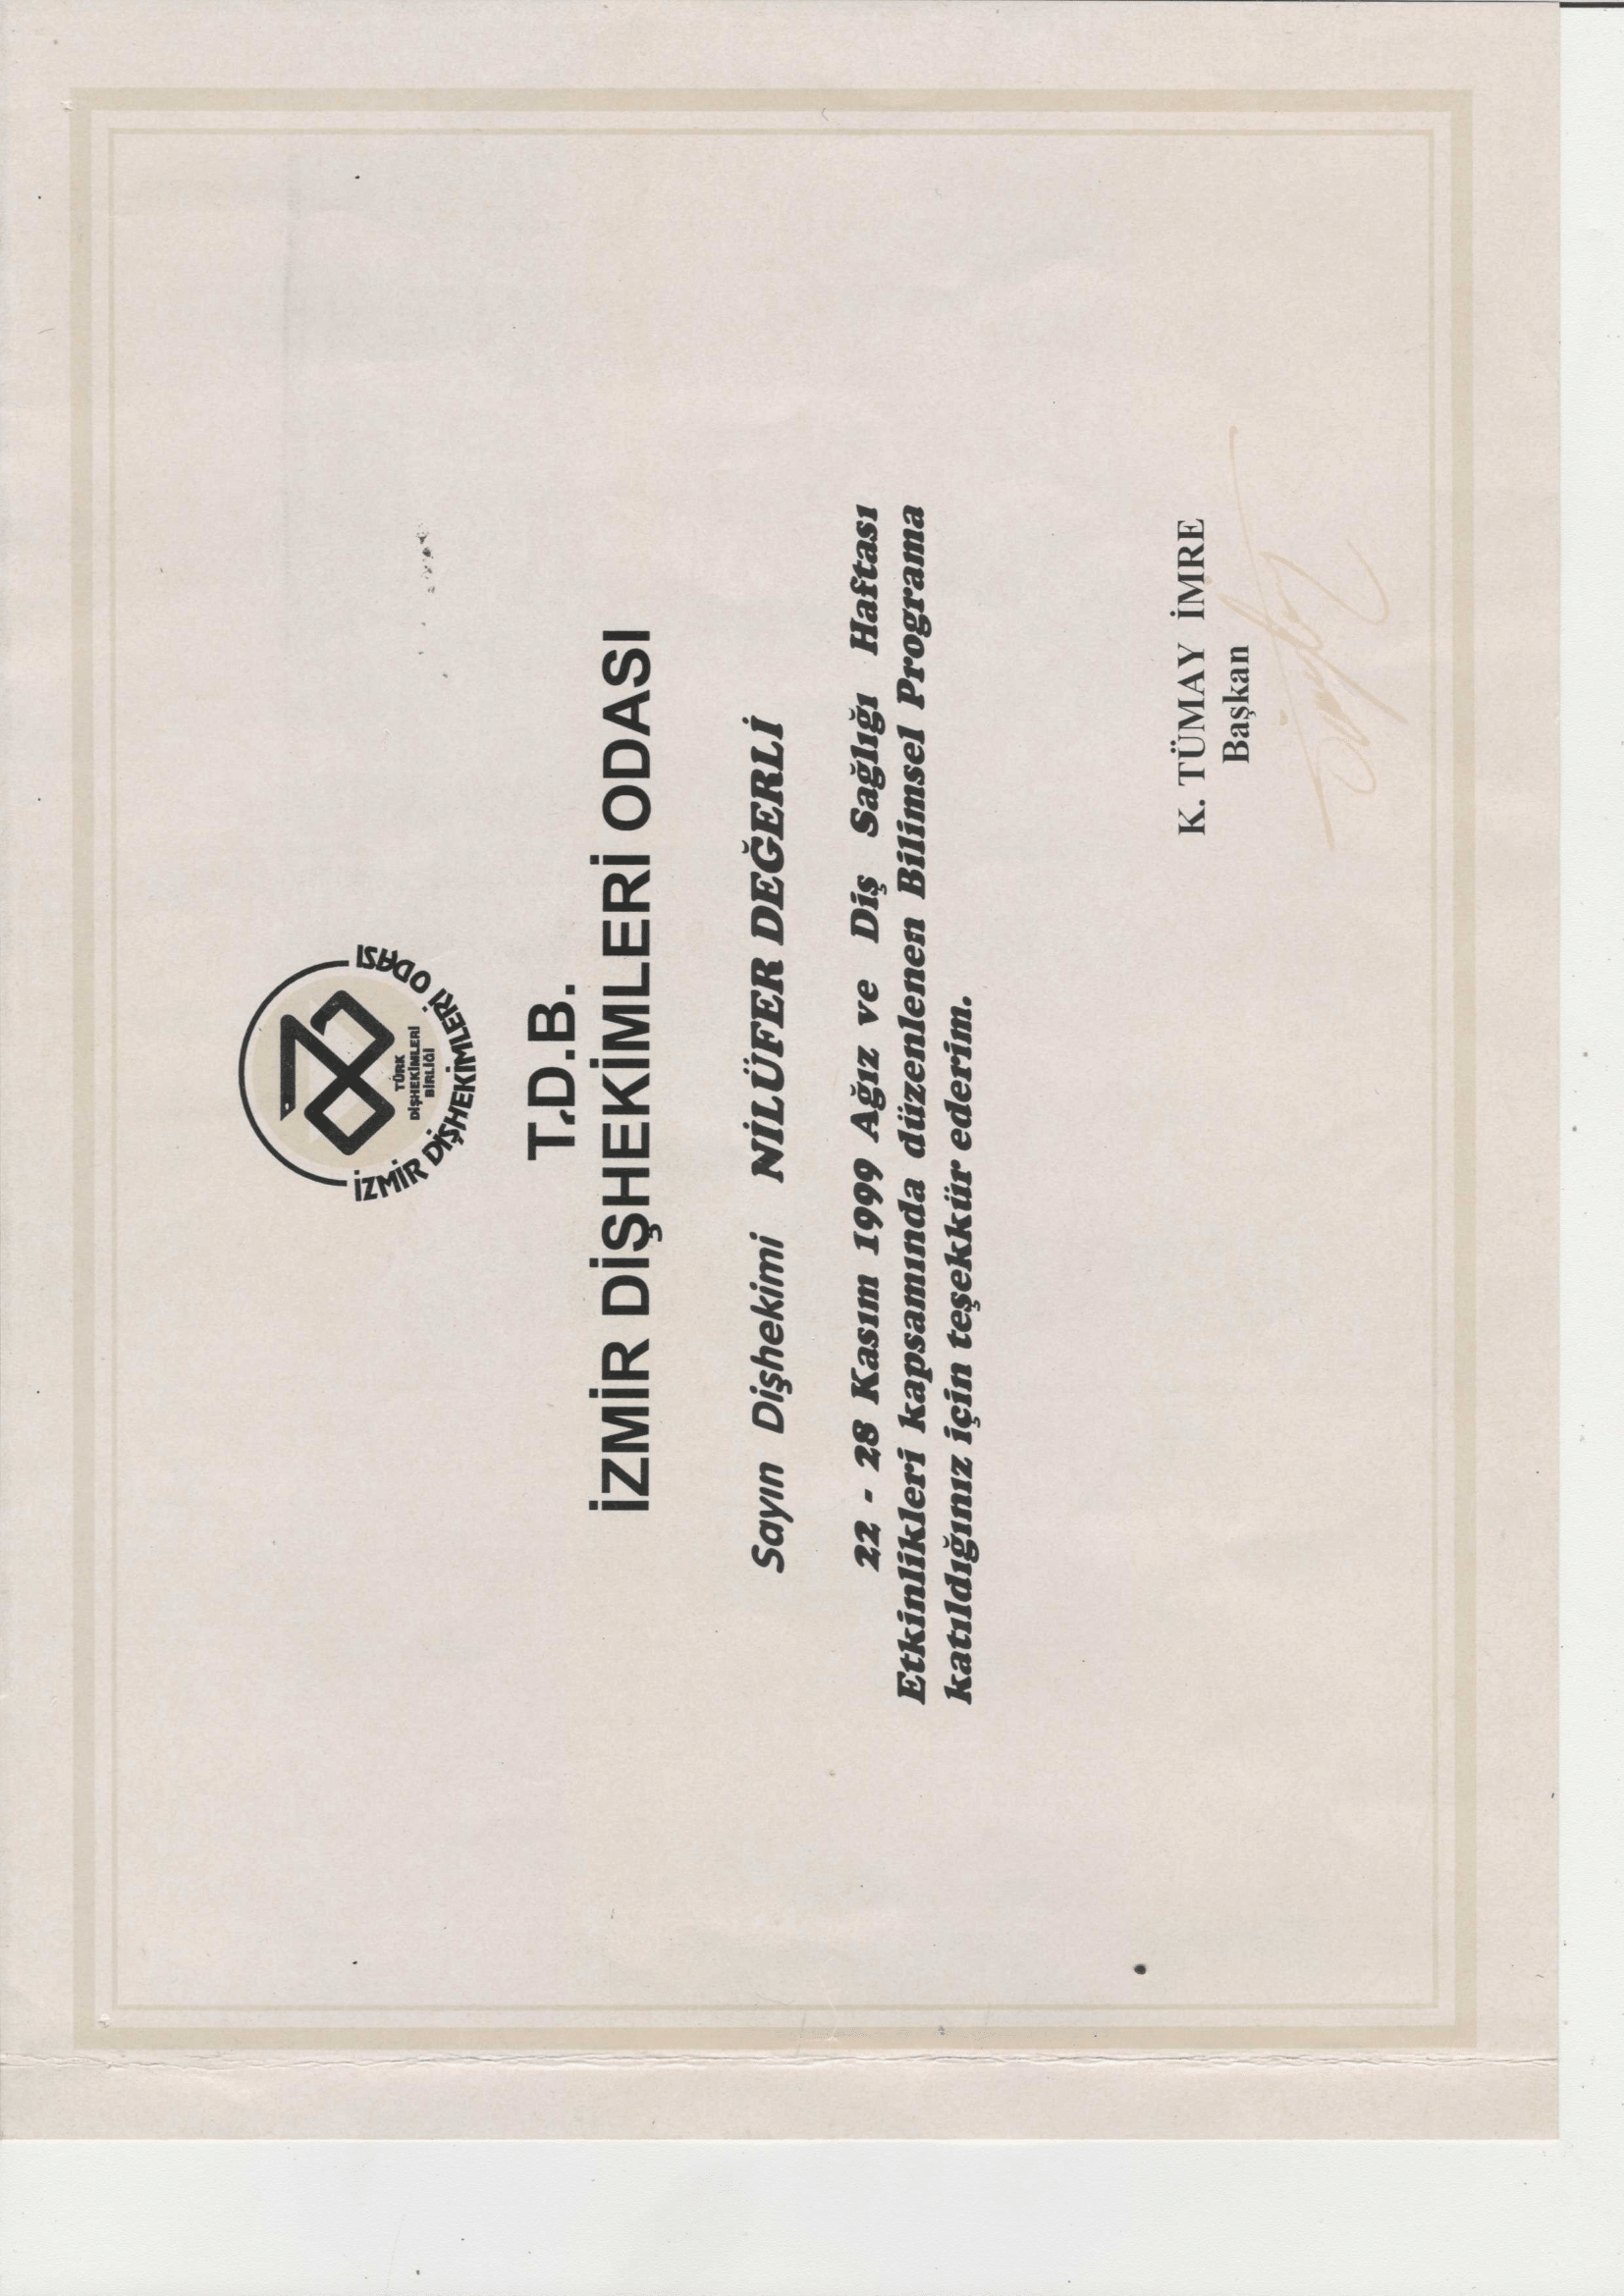 TÜRK
DİŞHEKİMLERİ
BİRLİĞİ
İZMİR DİŞHEKİMLERİ ODASI
T.D.B.
İZMİR DİŞHEKİMLERİ ODASI
Sayın Dişhekimi NİLÜFER DEĞERLİ
22 - 28 Kasım 1999 Ağız ve Diş Sağlığı Haftası
Etkinlikleri kapsamında düzenlenen Bilimsel Programa
katıldığınız için teşekkür ederim.
K. TÜMAY İMRE
Başkan